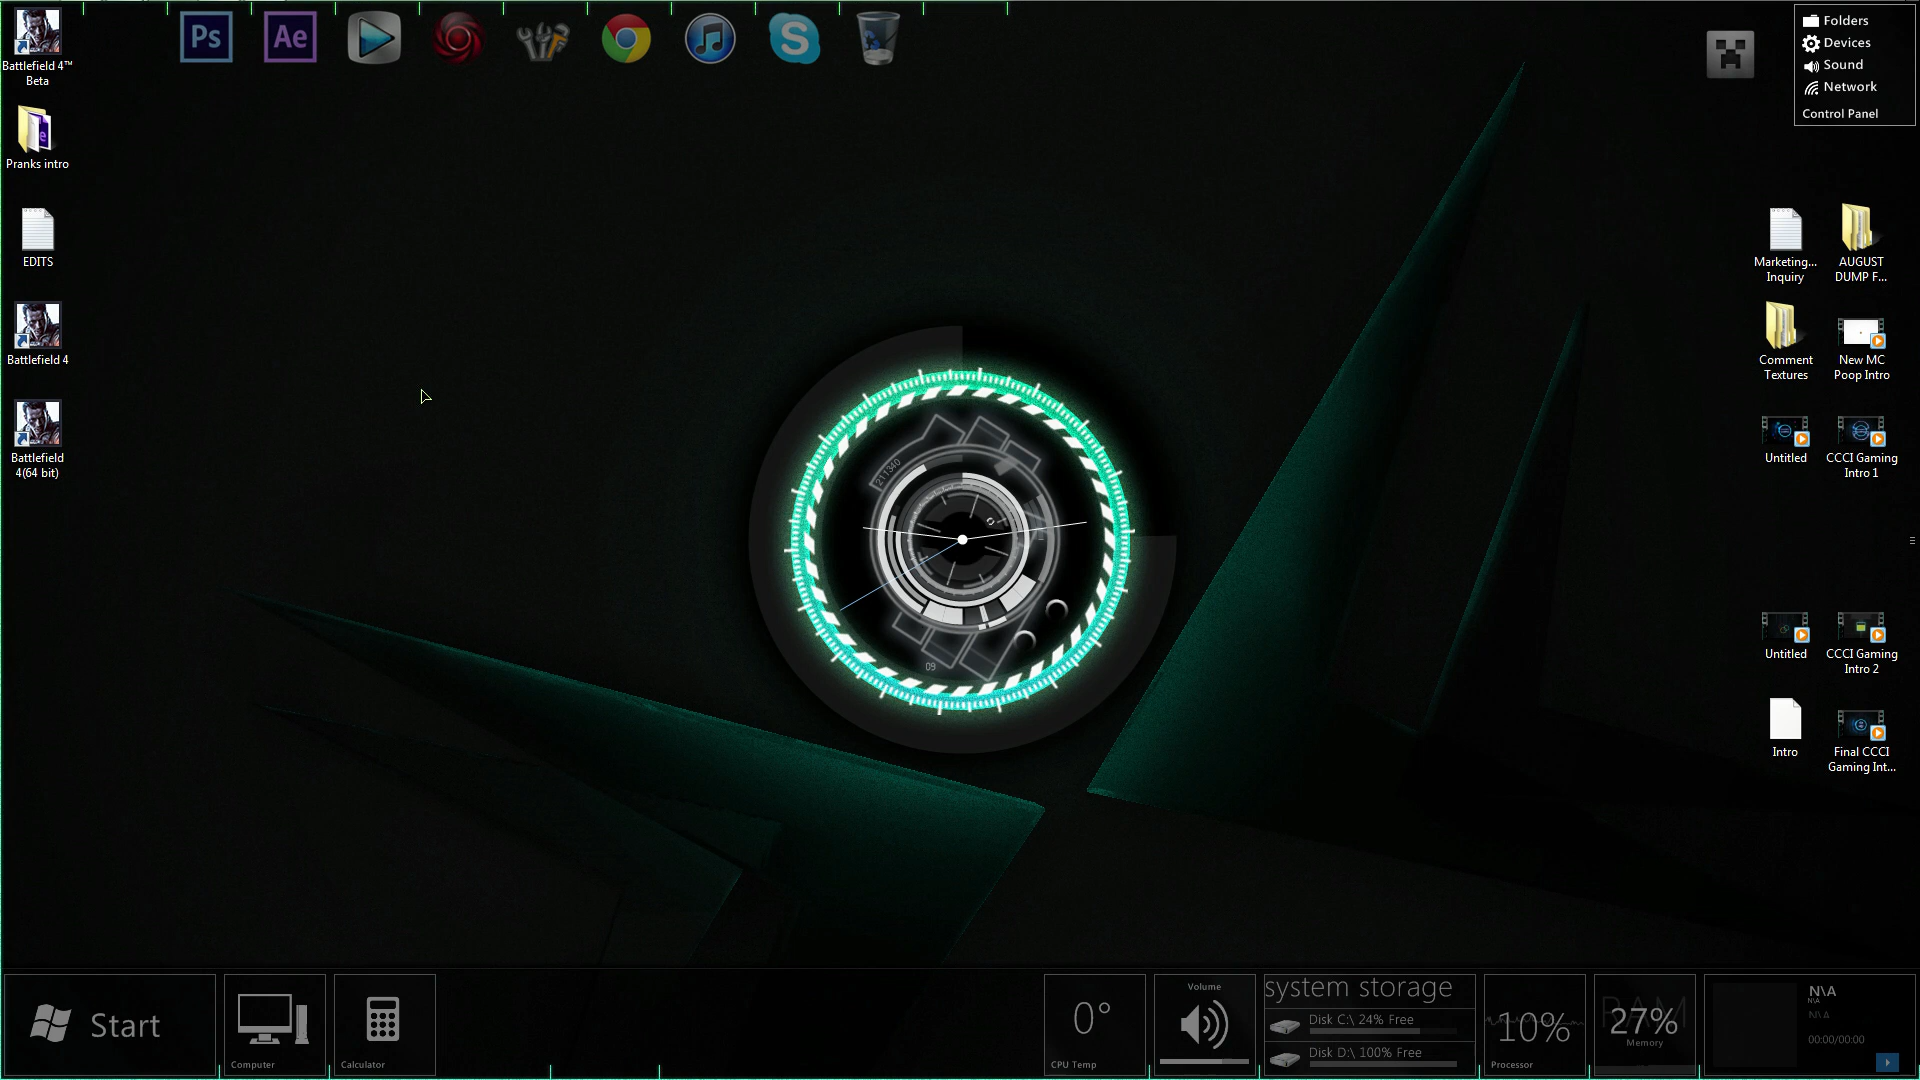 Ps
Ae
S
Battlefield 4™
Beta
Pranks intro
EDITS
Battlefield 4
Battlefield
4(64 bit)
Folders
Devices
Sound
Network
Control Panel
Marketing...
Inquiry
AUGUST
DUMP F...
Comment
Textures
New MC
Poop Intro
Untitled
CCCI Gaming
Intro 1
Untitled
CCCI Gaming
Intro 2
Intro
Final CCCI
Gaming Int...
211340
09
Start
Computer
Calculator
0°
CPU Temp
Volume
system storage
Disk C:\ 24% Free
Disk D:\ 100% Free
10%
Processor
RAM
27%
Memory
N\A
N\A
N\A
00:00/00:00